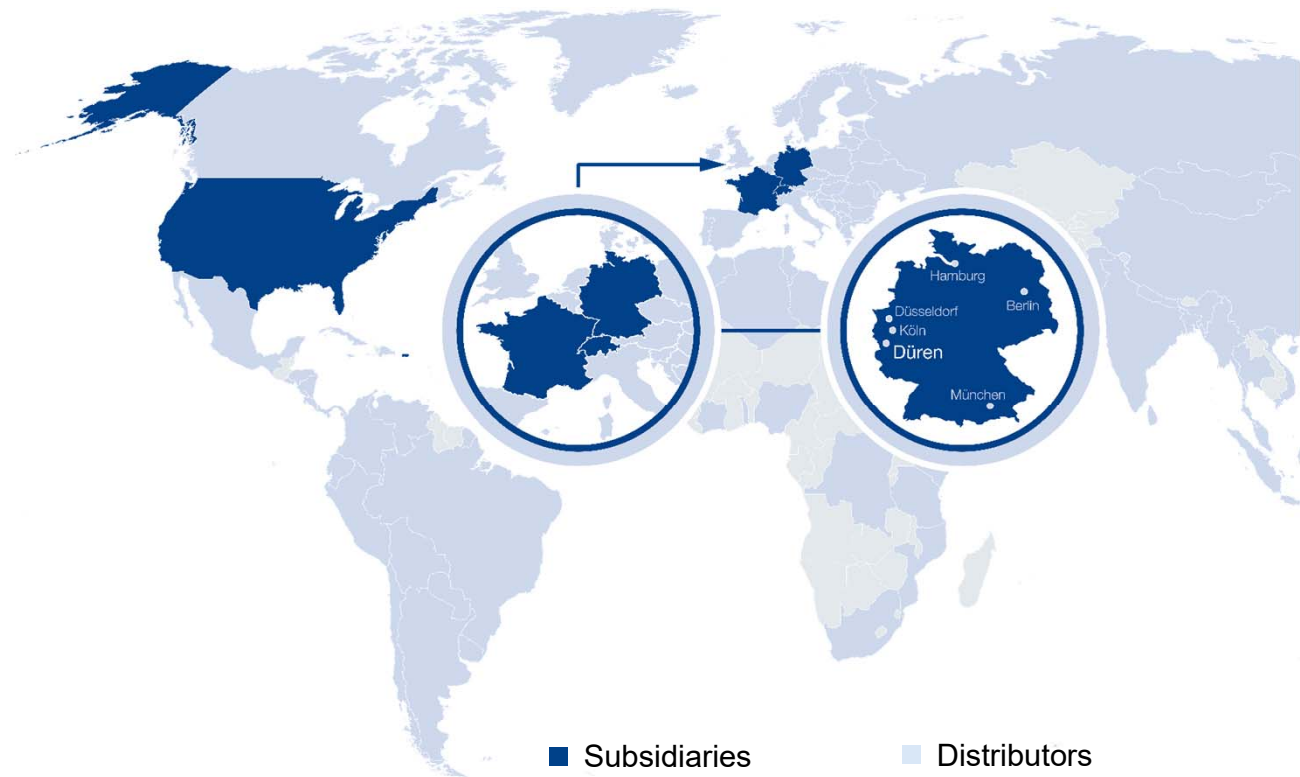 Hamburg
Berlin
Düsseldorf
Köln
Düren
München
Subsidiaries
Distributors